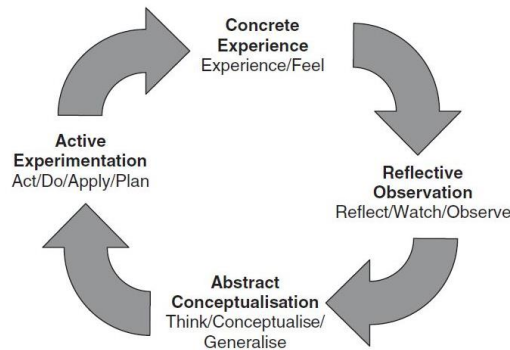 Concrete
Experience
Experience/Feel
Reflective
Observation
Reflect/Watch/Observe
Abstract
Conceptualisation
Think/Conceptualise/
Generalise
Active
Experimentation
Act/Do/Apply/Plan